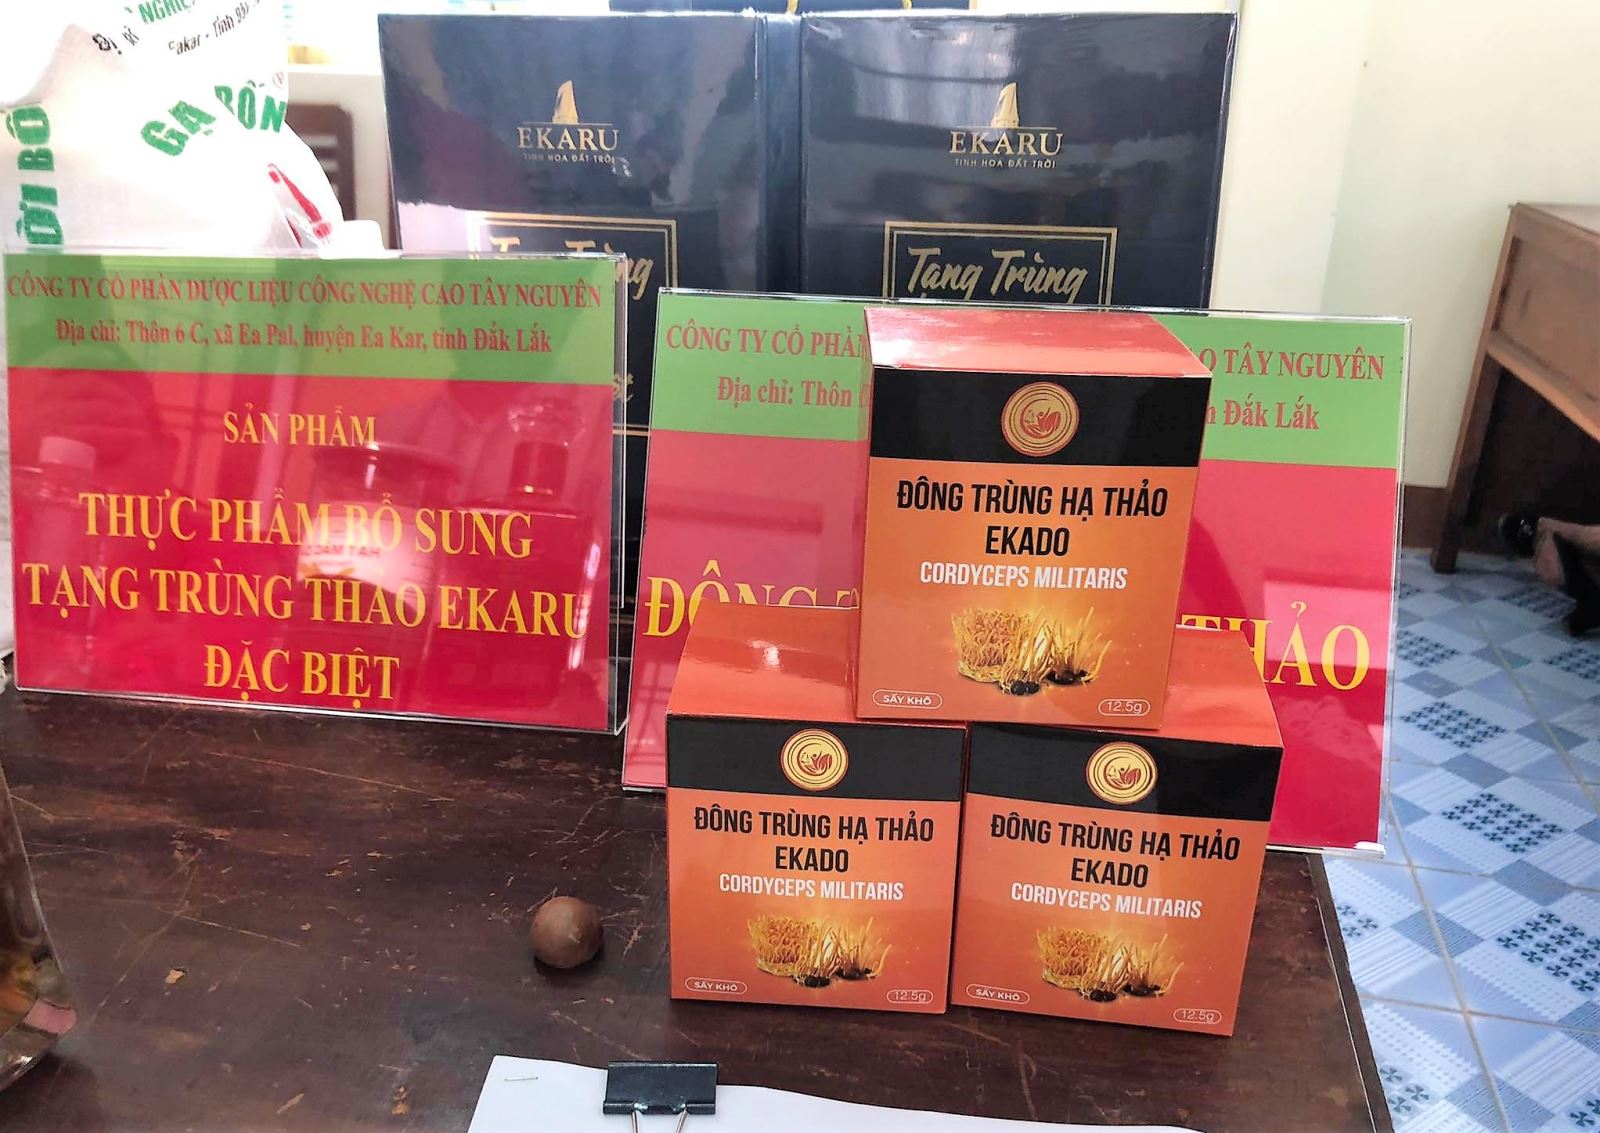 GẠ BỒN
EKARU
TINH HOA ĐẤT TRỜI
Tạng Trùng
EKARU
TINH HOA ĐẤT TRỜI
Tạng Trùng
CÔNG TY CỔ PHẦN DƯỢC LIỆU CÔNG NGHỆ CAO TÂY NGUYÊN
Địa chỉ: Thôn 6 C, xã Ea Pal, huyện Ea Kar, tỉnh Đắk Lắk
SẢN PHẨM
THỰC PHẨM BỔ SUNG
TẠNG TRÙNG THẢO EKARU
ĐẶC BIỆT
CÔNG TY CỔ PHẦN TÂY NGUYÊN
Địa chỉ: Thôn Đắk Lắk
ĐÔNG THẢO
ĐÔNG TRÙNG HẠ THẢO
EKADO
CORDYCEPS MILITARIS
SẤY KHÔ 12.5g
ĐÔNG TRÙNG HẠ THẢO
EKADO
CORDYCEPS MILITARIS
SẤY KHÔ 12.5g
ĐÔNG TRÙNG HẠ THẢO
EKADO
CORDYCEPS MILITARIS
SẤY KHÔ 12.5g